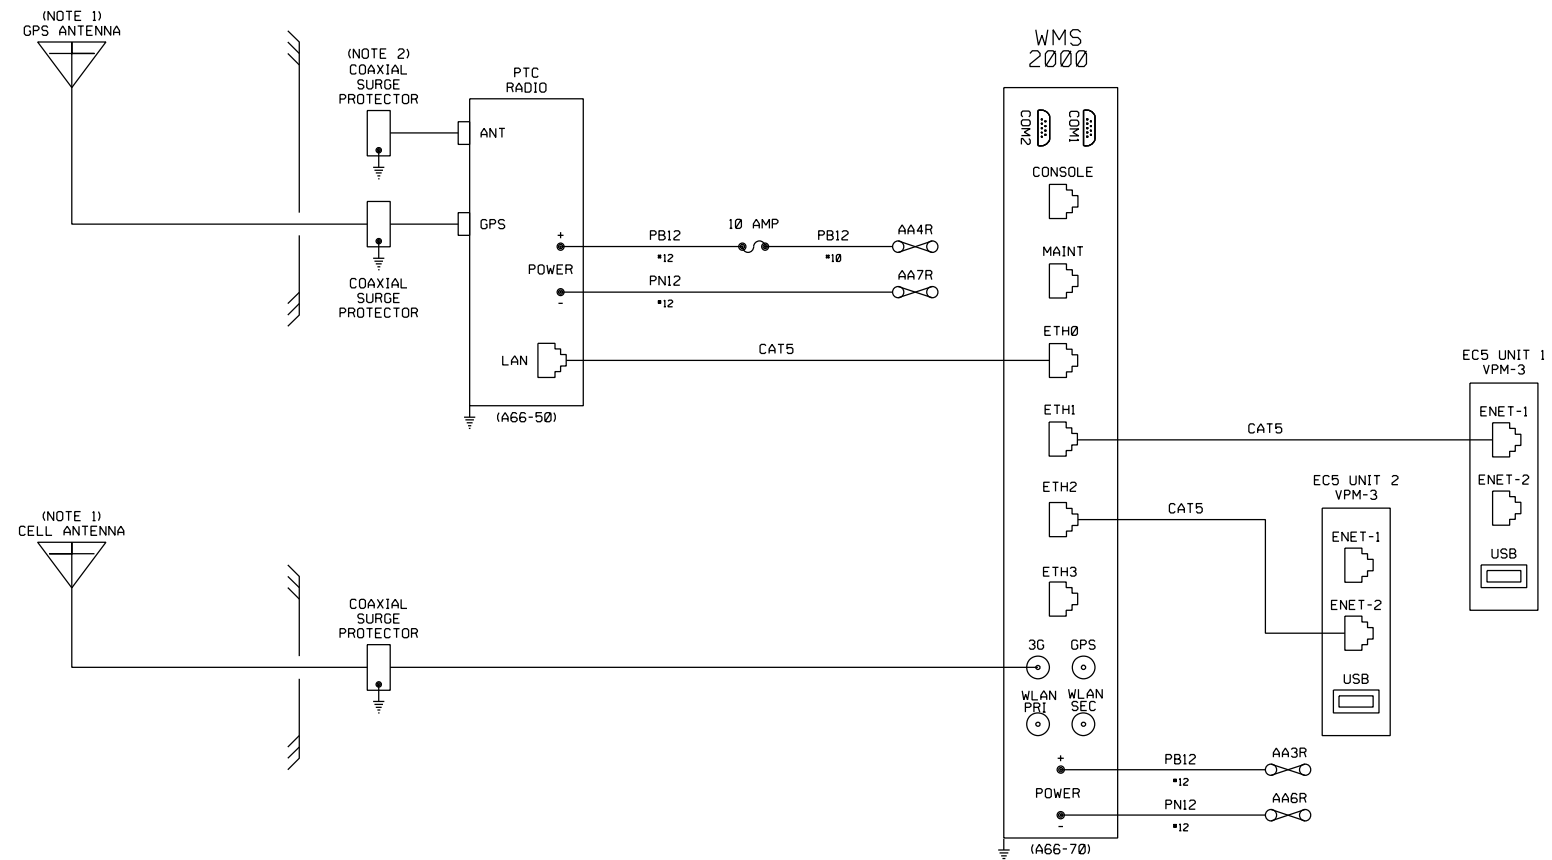 (NOTE 1)
GPS ANTENNA
(NOTE 2)
COAXIAL
SURGE
PROTECTOR
PTC
RADIO
ANT
GPS
COAXIAL
SURGE
PROTECTOR
+
POWER
-
PB12
#12
10 AMP
PB12
#10
AA4R
PN12
#12
AA7R
LAN
CAT5
(A66-50)
WMS
2000
COM2
COM1
CONSOLE
MAINT
ETH0
ETH1
CAT5
ETH2
CAT5
ETH3
3G
GPS
WLAN
PRI
WLAN
SEC
+
POWER
-
PB12
#12
AA3R
PN12
#12
AA6R
(A66-70)
EC5 UNIT 1
VPM-3
ENET-1
ENET-2
USB
EC5 UNIT 2
VPM-3
ENET-1
ENET-2
USB
(NOTE 1)
CELL ANTENNA
COAXIAL
SURGE
PROTECTOR